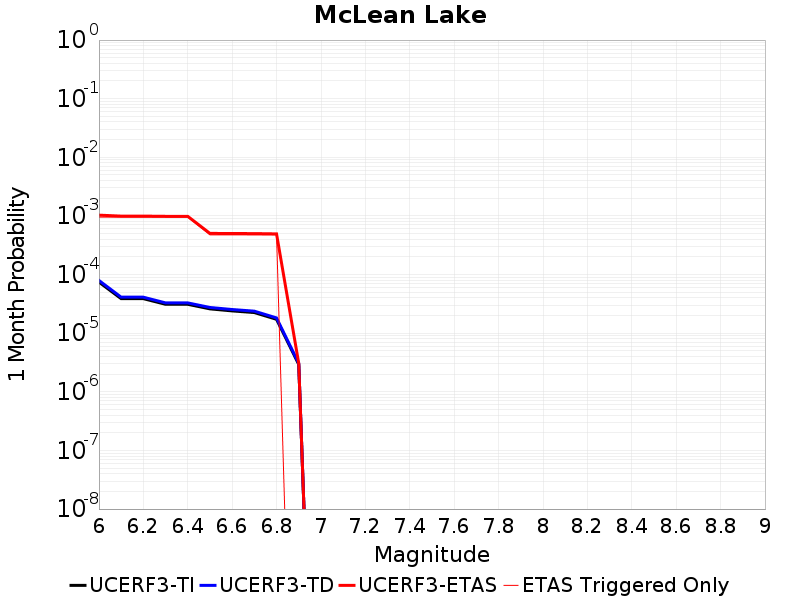 McLean Lake
1 Month Probability
10^0
10^-1
10^-2
10^-3
10^-4
10^-5
10^-6
10^-7
10^-8
6 6.2 6.4 6.6 6.8 7 7.2 7.4 7.6 7.8 8 8.2 8.4 8.6 8.8 9
Magnitude
UCERF3-TI UCERF3-TD UCERF3-ETAS ETAS Triggered Only